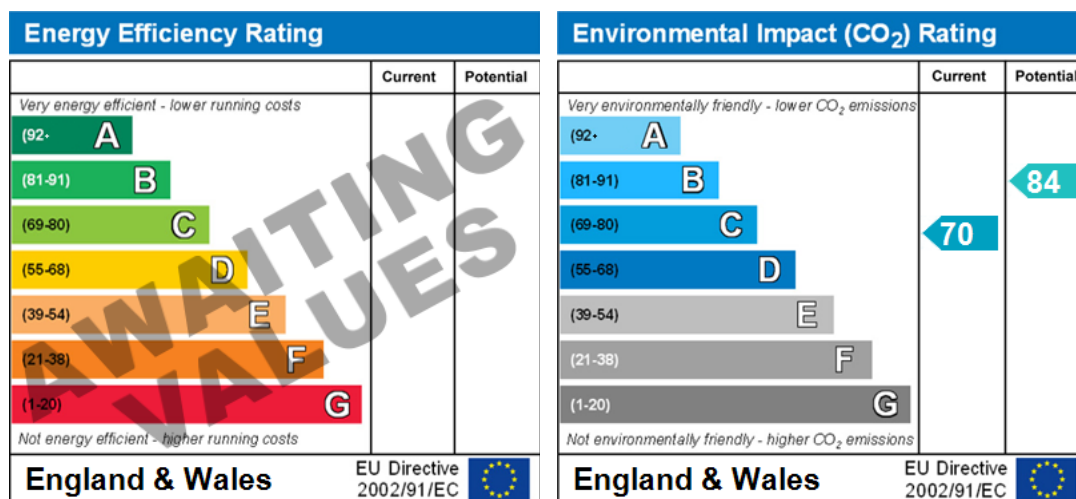 Energy Efficiency Rating
Current Potential
Very energy efficient - lower running costs
(92+ A
(81-91) B
(69-80) C
(55-68) D
(39-54) E
(21-38) F
(1-20) G
Not energy efficient - higher running costs
AWAITING
VALUES
England & Wales
EU Directive
2002/91/EC
Environmental Impact (CO₂) Rating
Current Potential
Very environmentally friendly - lower CO₂ emissions
(92+ A
(81-91) B
84
(69-80) C
70
(55-68) D
(39-54) E
(21-38) F
(1-20) G
Not environmentally friendly - higher CO₂ emissions
England & Wales
EU Directive
2002/91/EC